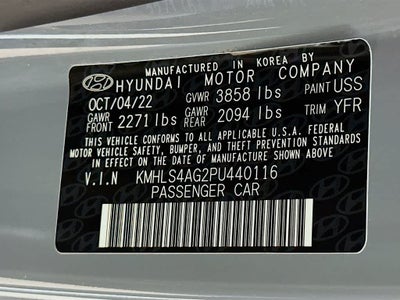 MANUFACTURED IN KOREA BY
HYUNDAI MOTOR COMPANY
OCT/04/22 GVWR 3858 lbs PAINT USS
GAWR FRONT 2271 lbs GAWR REAR 2094 lbs TRIM YFR
THIS VEHICLE CONFORMS TO ALL APPLICABLE U.S.A. FEDERAL
MOTOR VEHICLE SAFETY, BUMPER, AND THEFT PREVENTION STANDARDS
IN EFFECT ON THE DATE OF MANUFACTURE SHOWN ABOVE.
V.I.N KMHLS4AG2PU440116
PASSENGER CAR